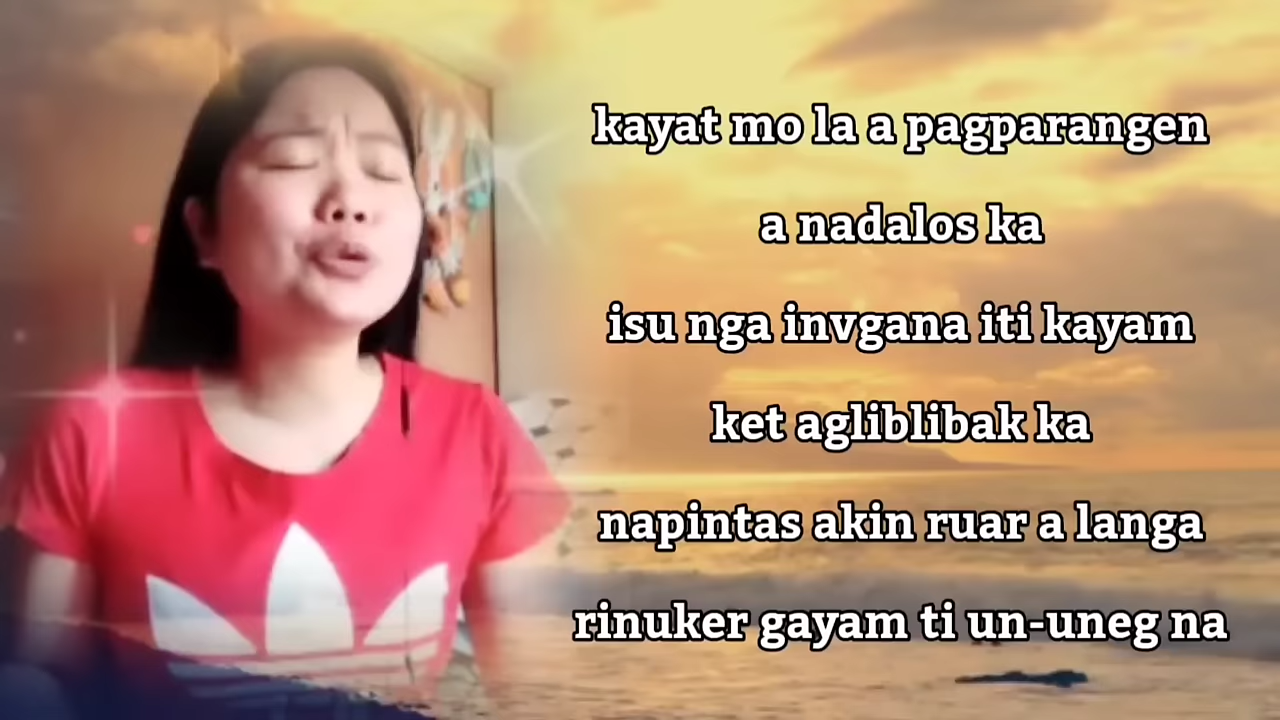 kayat mo la a pagparangen
a nadalos ka
isu nga invgana iti kayam
ket agliblibak ka
napintas akin ruar a langa
rinuker gayam ti un-uneg na